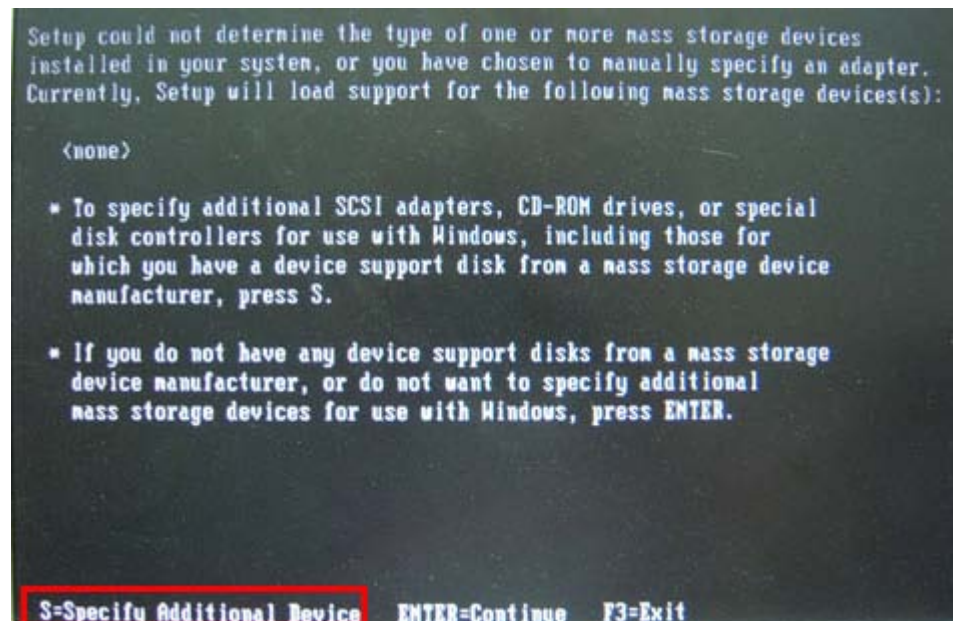 Setup could not determine the type of one or more mass storage devices
installed in your system, or you have chosen to manually specify an adapter.
Currently, Setup will load support for the following mass storage devices(s):
<none>
* To specify additional SCSI adapters, CD-ROM drives, or special
disk controllers for use with Windows, including those for
which you have a device support disk from a mass storage device
manufacturer, press S.
* If you do not have any device support disks from a mass storage
device manufacturer, or do not want to specify additional
mass storage devices for use with Windows, press ENTER.
S=Specify Additional Device ENTER=Continue F3=Exit